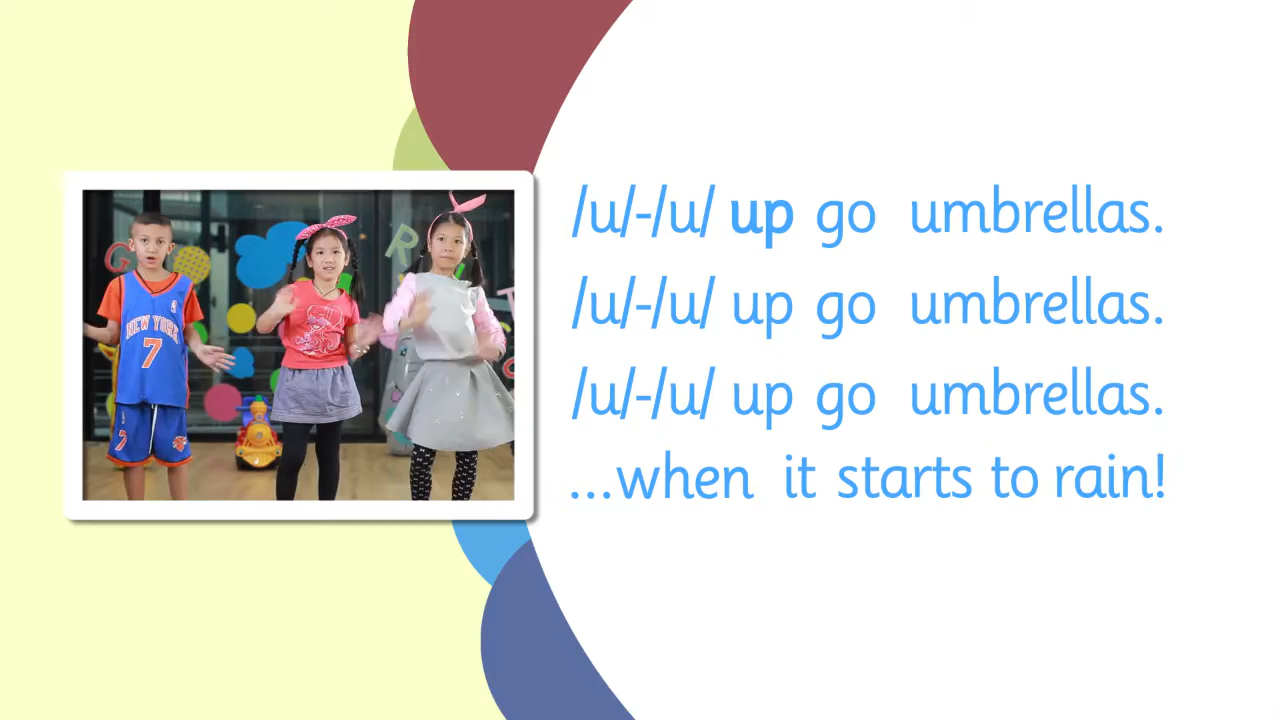 /u/-/u/ up go umbrellas.
/u/-/u/ up go umbrellas.
/u/-/u/ up go umbrellas.
...when it starts to rain!
NEW YORK
7
7